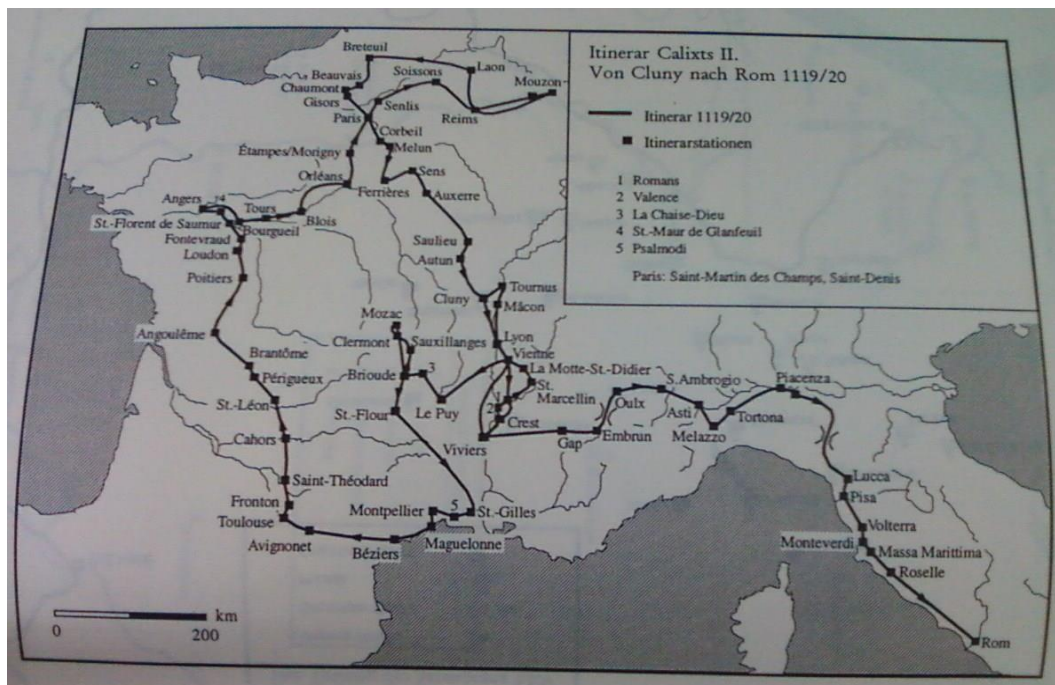 Itinerar Calixts II.
Von Cluny nach Rom 1119/20
Itinerar 1119/20
Itinerarstationen
1 Romans
2 Valence
3 La Chaise-Dieu
4 St.-Maur de Glanfeuil
5 Psalmodi
Paris: Saint-Martin des Champs, Saint-Denis
Breteuil
Beauvais
Soissons
Laon
Mouzon
Chaumont
Gisors
Senlis
Paris
Reims
Corbeil
Étampes/Morigny
Melun
Orléans
Sens
Ferrières
Auxerre
Angers
4
Tours
Blois
St.-Florent de Saumur
Bourgueil
Fontevraud
Loudon
Saulieu
Autun
Poitiers
Tournus
Cluny
Mâcon
Mozac
Angoulême
Clermont
Sauxillanges
Lyon
Vienne
Brantôme
La Motte-St.-Didier
Périgueux
Brioude
3
St.
Marcellin
S.Ambrogio
Piacenza
St.-Léon
St.-Flour
Le Puy
1
2
Crest
Oulx
Asti
Tortona
Cahors
Viviers
Gap
Embrun
Melazzo
Saint-Théodard
Lucca
Fronton
Montpellier
5
St.-Gilles
Pisa
Toulouse
Avignonet
Béziers
Maguelonne
Volterra
Monteverdi
Massa Marittima
Roselle
km
0
200
Rom